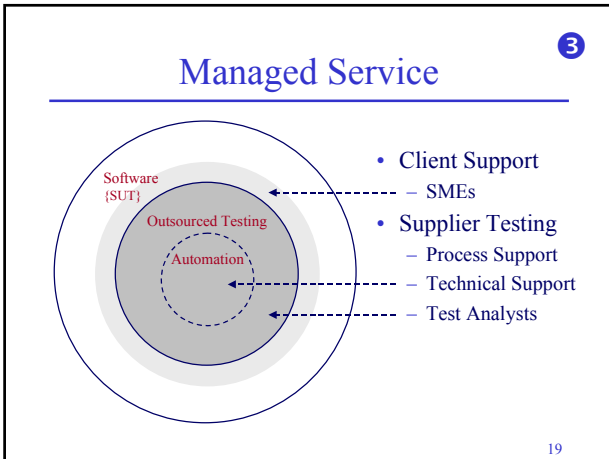 ❸
Managed Service
Software
{SUT}
Outsourced Testing
Automation
• Client Support
– SMEs
• Supplier Testing
– Process Support
– Technical Support
– Test Analysts
19